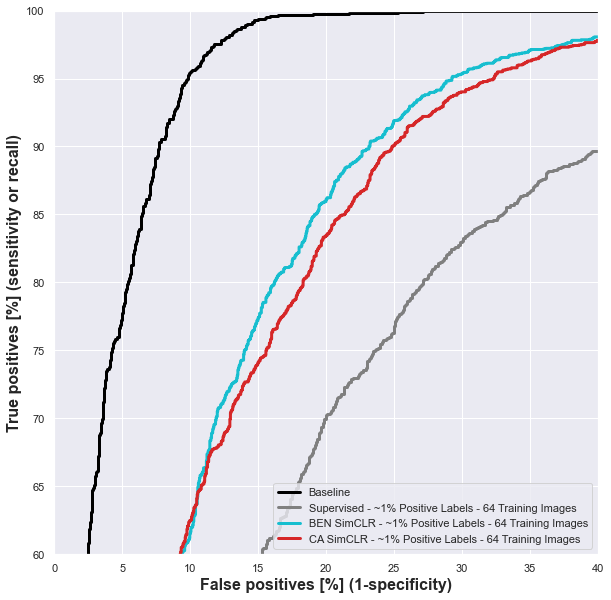 True positives [%] (sensitivity or recall)
100
95
90
85
80
75
70
65
60
0 5 10 15 20 25 30 35 40
False positives [%] (1-specificity)
Baseline
Supervised - ~1% Positive Labels - 64 Training Images
BEN SimCLR - ~1% Positive Labels - 64 Training Images
CA SimCLR - ~1% Positive Labels - 64 Training Images